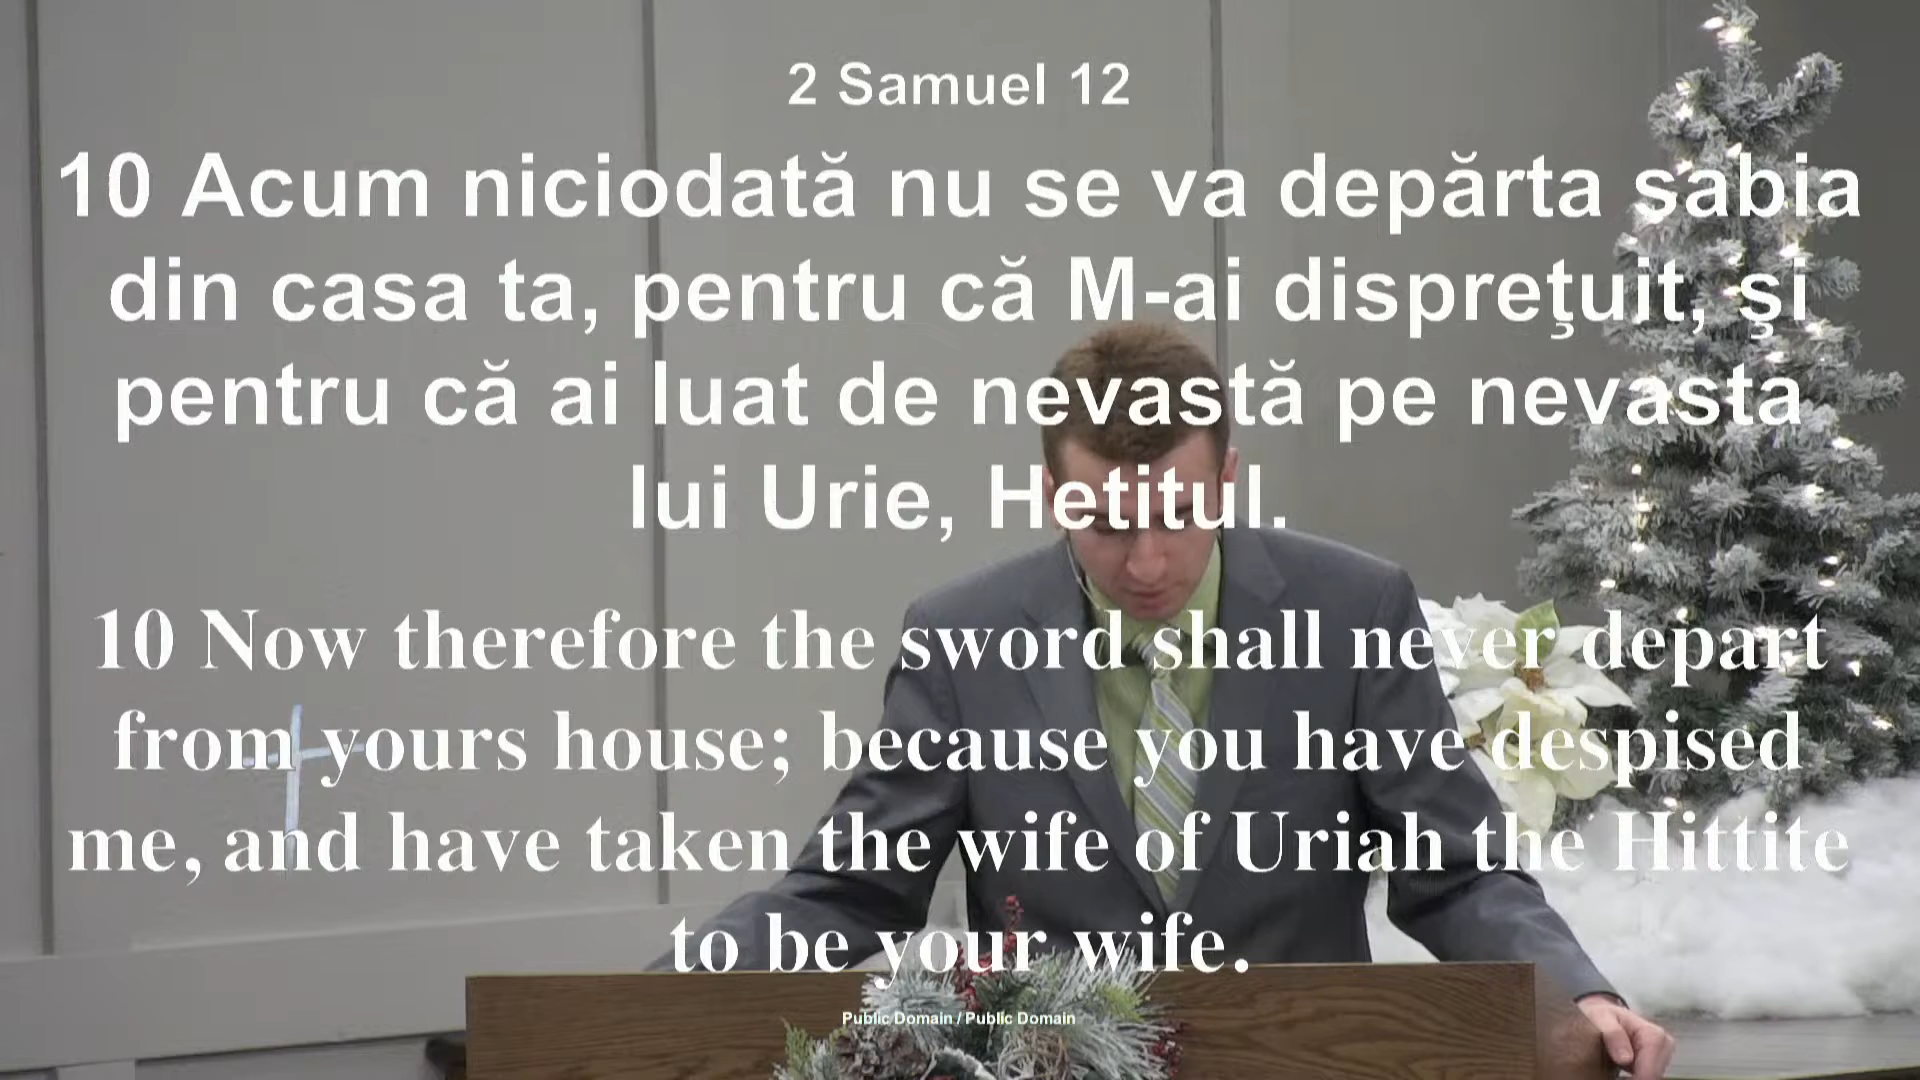 2 Samuel 12
10 Acum niciodată nu se va depărta sabia
din casa ta, pentru că M-ai dispreţuit, şi
pentru că ai luat de nevastă pe nevasta
lui Urie, Hetitul.
10 Now therefore the sword shall never depart
from yours house; because you have despised
me, and have taken the wife of Uriah the Hittite
to be your wife.
Public Domain / Public Domain